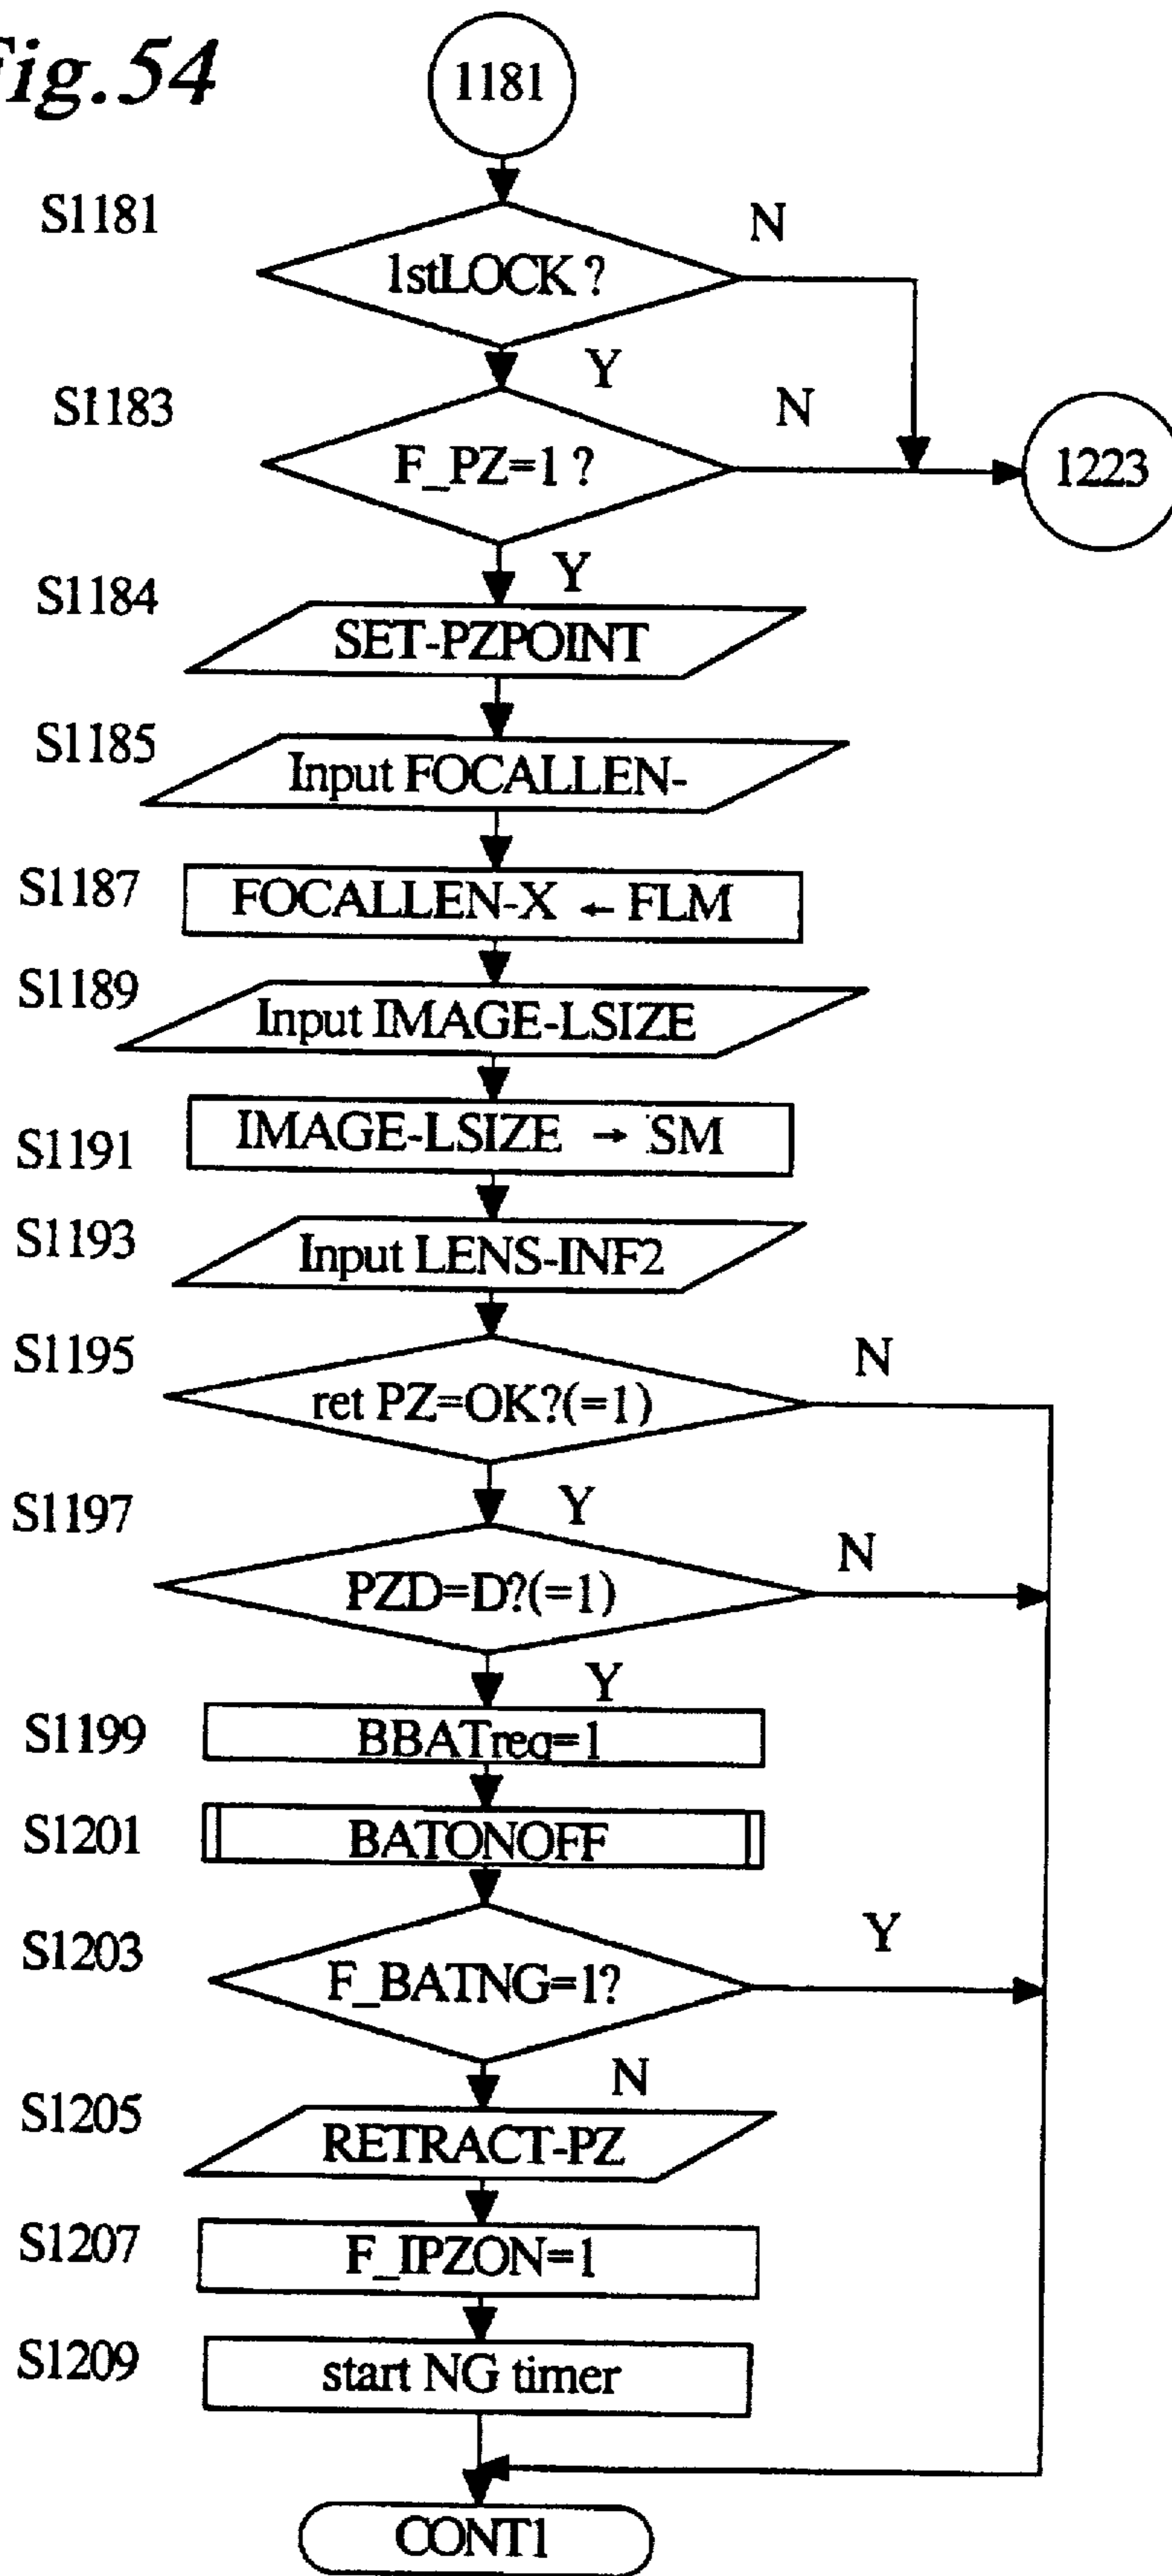 Fig.54
1181
S1181
1stLOCK ?
N
Y
S1183
F_PZ=1 ?
N
1223
Y
S1184
SET-PZPOINT
S1185
Input FOCALLEN-
S1187
FOCALLEN-X ← FLM
S1189
Input IMAGE-LSIZE
S1191
IMAGE-LSIZE → SM
S1193
Input LENS-INF2
S1195
ret PZ=OK?(=1)
N
Y
S1197
PZD=D?(=1)
N
Y
S1199
BBATreq=1
S1201
BATONOFF
S1203
F_BATNG=1?
Y
N
S1205
RETRACT-PZ
S1207
F_IPZON=1
S1209
start NG timer
CONT1